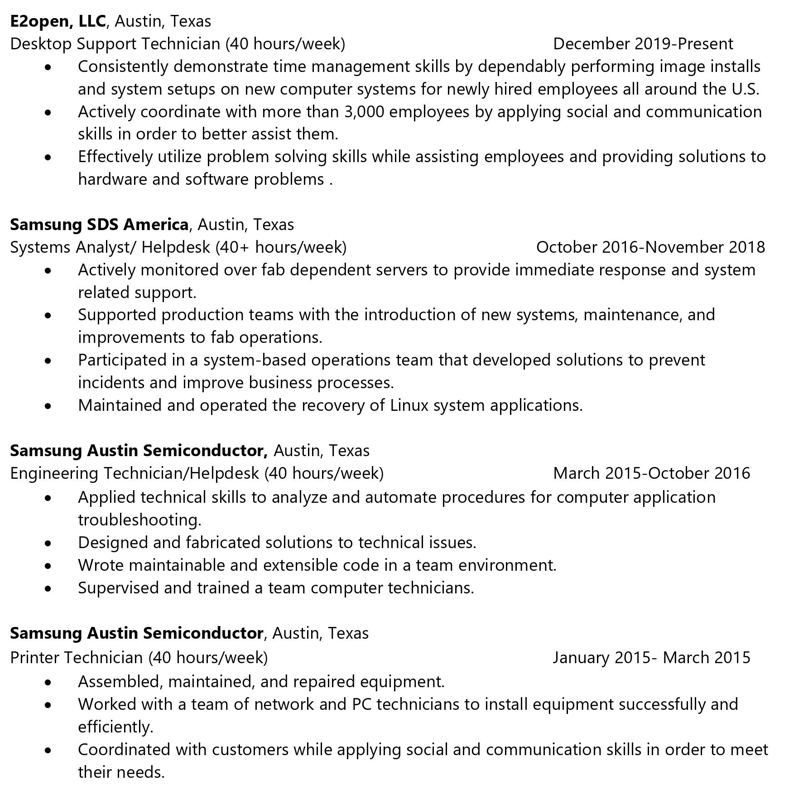 E2open, LLC, Austin, Texas
Desktop Support Technician (40 hours/week) December 2019-Present
• Consistently demonstrate time management skills by dependably performing image installs
and system setups on new computer systems for newly hired employees all around the U.S.
• Actively coordinate with more than 3,000 employees by applying social and communication
skills in order to better assist them.
• Effectively utilize problem solving skills while assisting employees and providing solutions to
hardware and software problems .
Samsung SDS America, Austin, Texas
Systems Analyst/ Helpdesk (40+ hours/week) October 2016-November 2018
• Actively monitored over fab dependent servers to provide immediate response and system
related support.
• Supported production teams with the introduction of new systems, maintenance, and
improvements to fab operations.
• Participated in a system-based operations team that developed solutions to prevent
incidents and improve business processes.
• Maintained and operated the recovery of Linux system applications.
Samsung Austin Semiconductor, Austin, Texas
Engineering Technician/Helpdesk (40 hours/week) March 2015-October 2016
• Applied technical skills to analyze and automate procedures for computer application
troubleshooting.
• Designed and fabricated solutions to technical issues.
• Wrote maintainable and extensible code in a team environment.
• Supervised and trained a team computer technicians.
Samsung Austin Semiconductor, Austin, Texas
Printer Technician (40 hours/week) January 2015- March 2015
• Assembled, maintained, and repaired equipment.
• Worked with a team of network and PC technicians to install equipment successfully and
efficiently.
• Coordinated with customers while applying social and communication skills in order to meet
their needs.